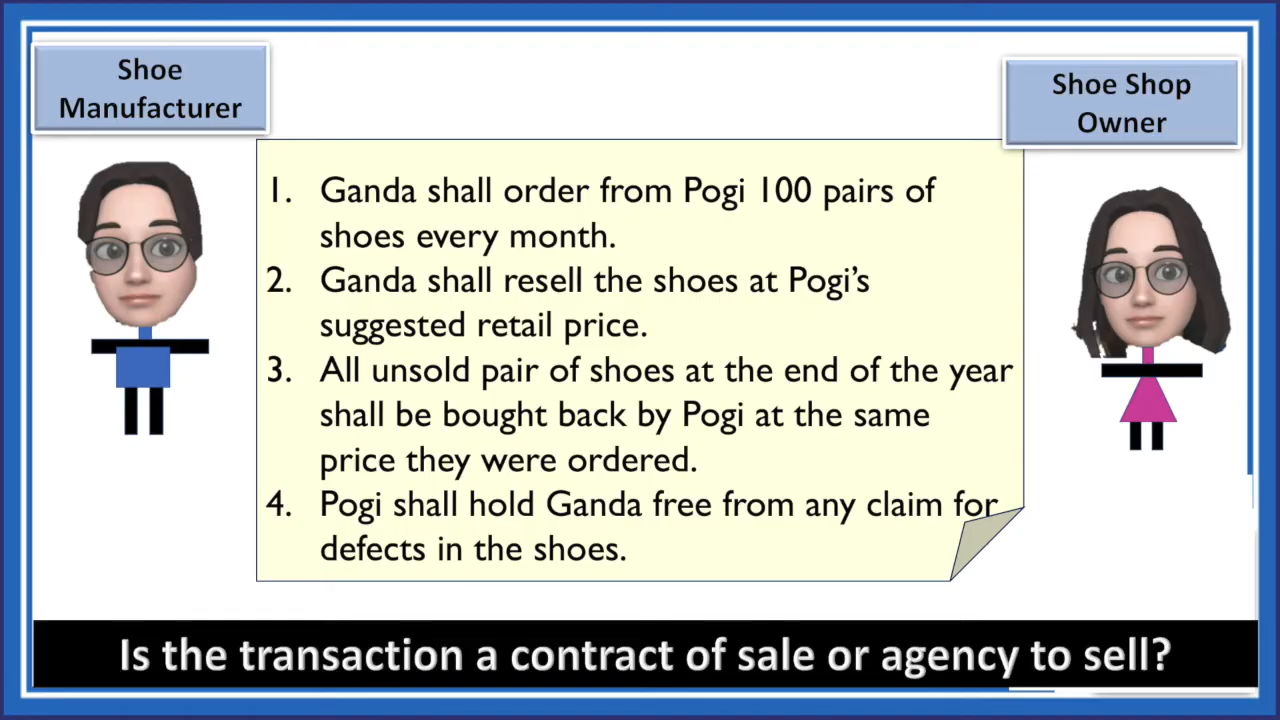 Shoe
Manufacturer
Shoe Shop
Owner
1. Ganda shall order from Pogi 100 pairs of
shoes every month.
2. Ganda shall resell the shoes at Pogi’s
suggested retail price.
3. All unsold pair of shoes at the end of the year
shall be bought back by Pogi at the same
price they were ordered.
4. Pogi shall hold Ganda free from any claim for
defects in the shoes.
Is the transaction a contract of sale or agency to sell?